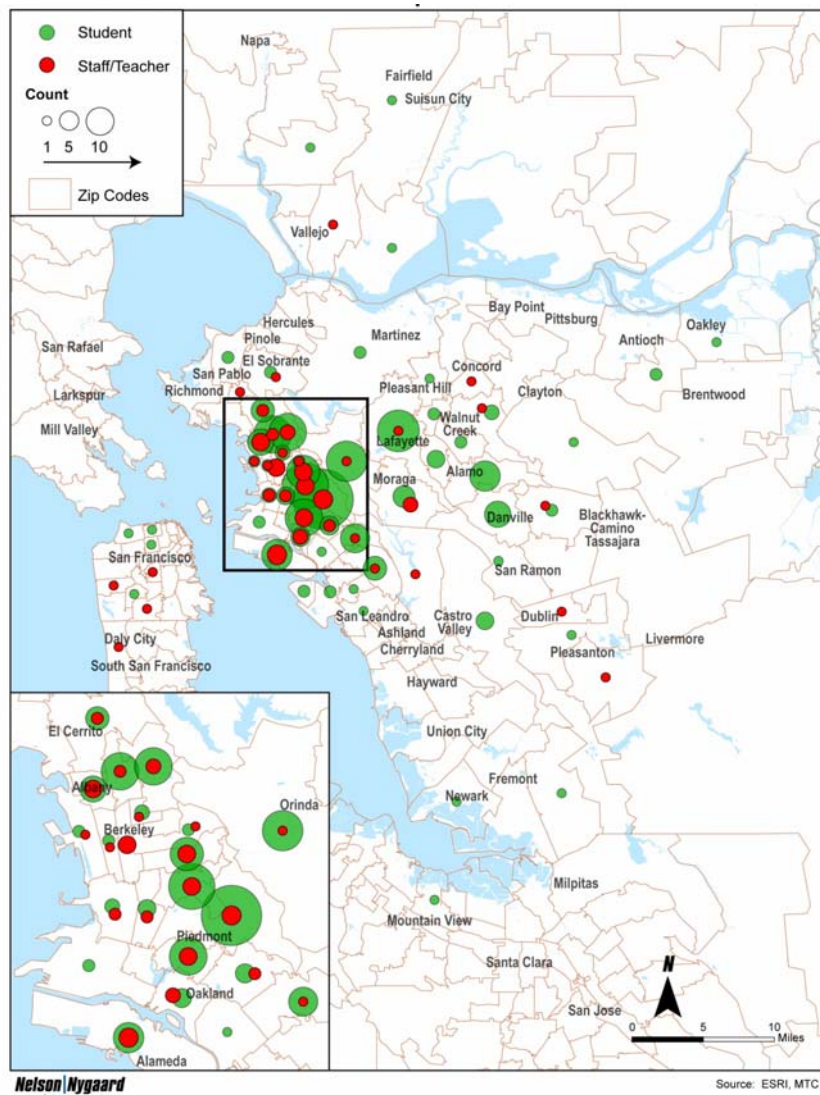 Student
Staff/Teacher
Count
1 5 10
Zip Codes
Napa
Fairfield
Suisun City
Vallejo
Bay Point
Pittsburg
Hercules
Pinole
Martinez
Antioch
Oakley
San Rafael
El Sobrante
San Pablo
Concord
Richmond
Pleasant Hill
Clayton
Brentwood
Larkspur
Mill Valley
Walnut
Creek
Lafayette
Alamo
Moraga
Danville
Blackhawk-
Camino
Tassajara
San Francisco
San Ramon
San Leandro
Castro
Valley
Dublin
Ashland
Cherryland
Daly City
South San Francisco
Pleasanton
Livermore
Hayward
Union City
Fremont
Newark
Milpitas
Mountain View
Santa Clara
San Jose
El Cerrito
Albany
Berkeley
Orinda
Piedmont
Oakland
Alameda
N
0 5 10
Miles
Nelson|Nygaard
Source: ESRI, MTC